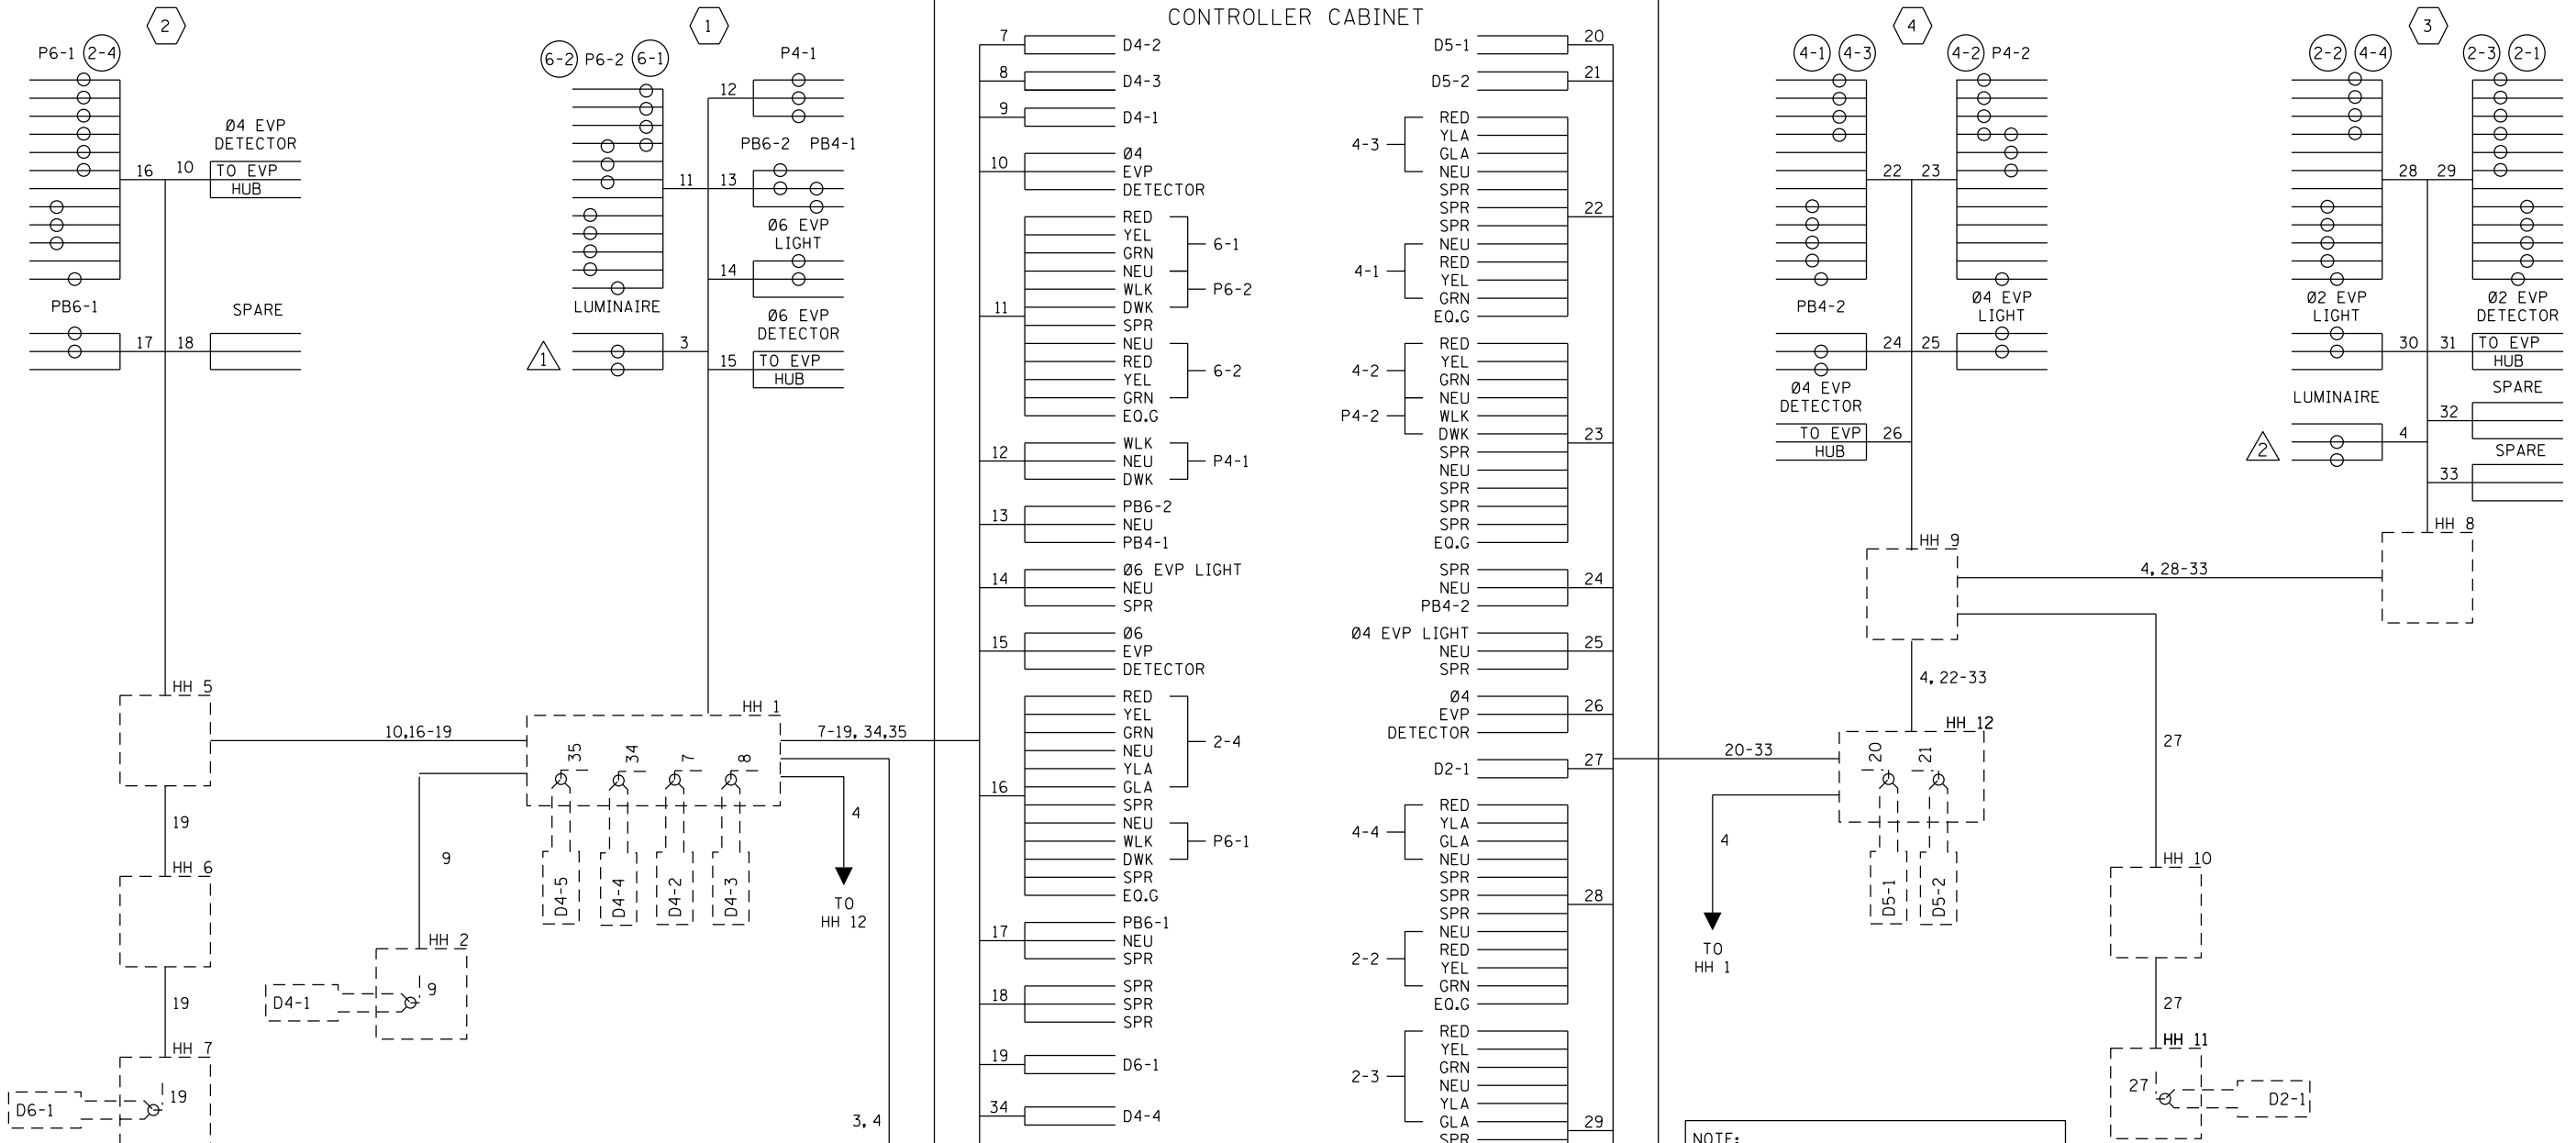 2
P6-1 2-4
Ø4 EVP
DETECTOR
16 10 TO EVP
HUB
PB6-1 SPARE
17 18
HH 5
10,16-19
19
HH 6
19
HH 7
D6-1 19
1
6-2 P6-2 6-1 P4-1
12
PB6-2 PB4-1
11 13
Ø6 EVP
LIGHT
14
LUMINAIRE
Ø6 EVP
DETECTOR
1 3
15 TO EVP
HUB
HH 1
35 34 7 8
D4-5 D4-4 D4-2 D4-3
7-19, 34,35
4
TO
HH 12
9
HH 2
D4-1 9
3, 4
CONTROLLER CABINET
7 D4-2
8 D4-3
9 D4-1
10
Ø4
EVP
DETECTOR
11
RED
YEL
GRN
NEU
WLK
DWK
SPR
NEU
RED
YEL
GRN
EQ.G
6-1
P6-2
6-2
12
WLK
NEU
DWK
P4-1
13
PB6-2
NEU
PB4-1
14
Ø6 EVP LIGHT
NEU
SPR
15
Ø6
EVP
DETECTOR
16
RED
YEL
GRN
NEU
YLA
GLA
SPR
NEU
WLK
DWK
SPR
EQ.G
2-4
P6-1
17
PB6-1
NEU
SPR
18
SPR
SPR
SPR
19 D6-1
34 D4-4
D5-1 20
D5-2 21
4-3
4-1
RED
YLA
GLA
NEU
SPR
SPR
SPR
NEU
RED
YEL
GRN
EQ.G
22
4-2
P4-2
RED
YEL
GRN
NEU
WLK
DWK
SPR
NEU
SPR
SPR
SPR
EQ.G
23
SPR
NEU
PB4-2
24
Ø4 EVP LIGHT
NEU
SPR
25
Ø4
EVP
DETECTOR
26
D2-1 27
4-4
2-2
RED
YLA
GLA
NEU
SPR
SPR
SPR
NEU
RED
YEL
GRN
EQ.G
28
2-3
RED
YEL
GRN
NEU
YLA
GLA
SPR
29
4
4-1 4-3 4-2 P4-2
22 23
PB4-2
Ø4 EVP
LIGHT
24 25
Ø4 EVP
DETECTOR
TO EVP 26
HUB
HH 9
4, 28-33
4, 22-33
HH 12
20-33
20 21
D5-1 D5-2
4
TO
HH 1
27
HH 10
27
HH 11
27 D2-1
3
2-2 4-4 2-3 2-1
28 29
Ø2 EVP
LIGHT
Ø2 EVP
DETECTOR
30 31 TO EVP
HUB
LUMINAIRE
SPARE
32
2 4
SPARE
33
HH 8
NOTE: